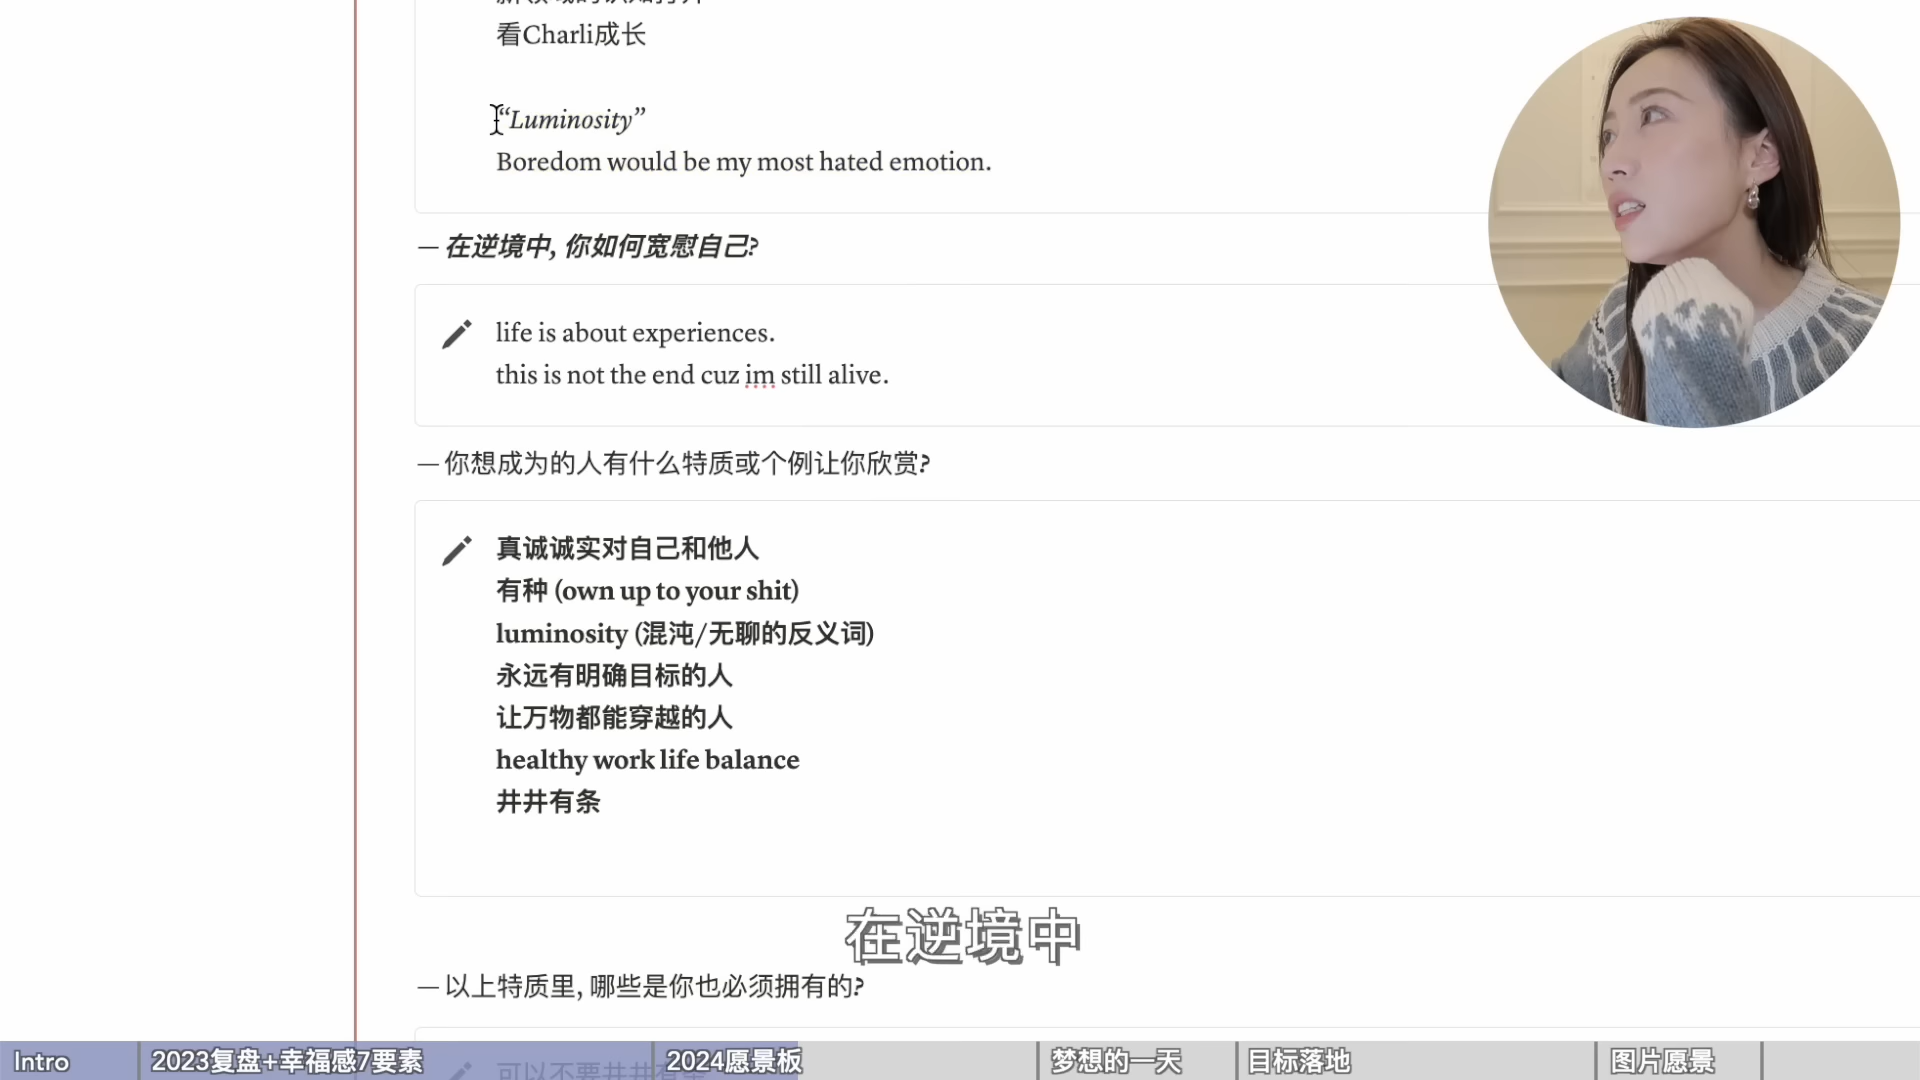 看Charli成长
“Luminosity”
Boredom would be my most hated emotion.
— 在逆境中, 你如何宽慰自己?
life is about experiences.
this is not the end cuz im still alive.
— 你想成为的人有什么特质或个例让你欣赏?
真诚诚实对自己和他人
有种 (own up to your shit)
luminosity (混沌/无聊的反义词)
永远有明确目标的人
让万物都能穿越的人
healthy work life balance
井井有条
在逆境中
— 以上特质里, 哪些是你也必须拥有的?
可以不要井井有条
Intro
2023复盘+幸福感7要素
2024愿景板
梦想的一天
目标落地
图片愿景